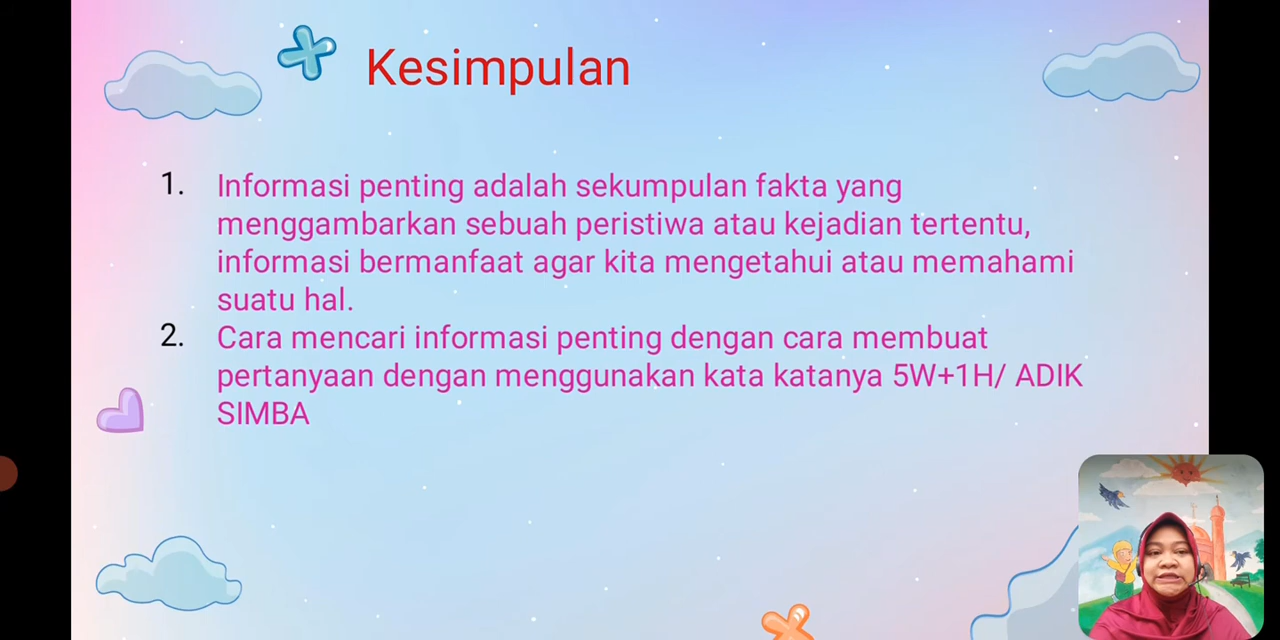 Kesimpulan
1. Informasi penting adalah sekumpulan fakta yang
menggambarkan sebuah peristiwa atau kejadian tertentu,
informasi bermanfaat agar kita mengetahui atau memahami
suatu hal.
2. Cara mencari informasi penting dengan cara membuat
pertanyaan dengan menggunakan kata katanya 5W+1H/ ADIK
SIMBA